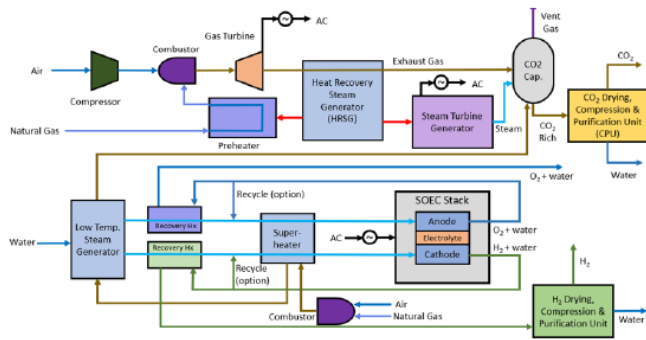 Vent
Gas
Gas Turbine
AC
Combustor
CO2
Air
Exhaust Gas
Heat Recovery
Steam
Generator
(HRSG)
CO2
Cap.
Compressor
AC
CO2 Drying,
Compression &
Purification Unit
(CPU)
Steam Turbine
Generator
Natural Gas
Steam
CO2
Rich
Preheater
Water
O2 + water
Recycle (option)
SOEC Stack
Low Temp.
Steam
Generator
Recovery Hx
Super-
heater
AC
Anode
Electrolyte
Cathode
O2 + water
H2 + water
Water
Recovery Hx
Recycle
(option)
H2
Air
Natural Gas
Combustor
H2 Drying,
Compression &
Purification Unit
Water